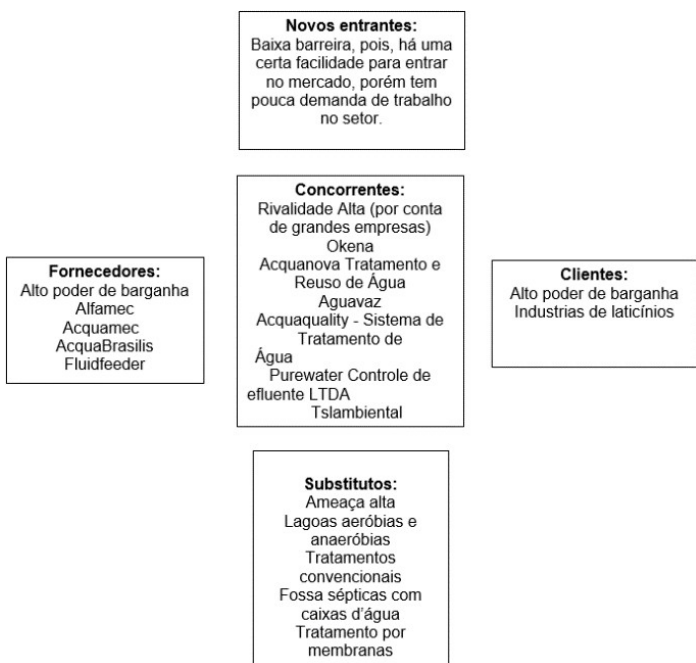 Novos entrantes:
Baixa barreira, pois, há uma
certa facilidade para entrar
no mercado, porém tem
pouca demanda de trabalho
no setor.
Concorrentes:
Rivalidade Alta (por conta
de grandes empresas)
Okena
Acquanova Tratamento e
Reuso de Água
Aguavaz
Acquaquality - Sistema de
Tratamento de
Água
Purewater Controle de
efluente LTDA
Tslambiental
Fornecedores:
Alto poder de barganha
Alfamec
Acquamec
AcquaBrasilis
Fluidfeeder
Clientes:
Alto poder de barganha
Industrias de laticínios
Substitutos:
Ameaça alta
Lagoas aeróbias e
anaeróbias
Tratamentos
convencionais
Fossa sépticas com
caixas d’água
Tratamento por
membranas